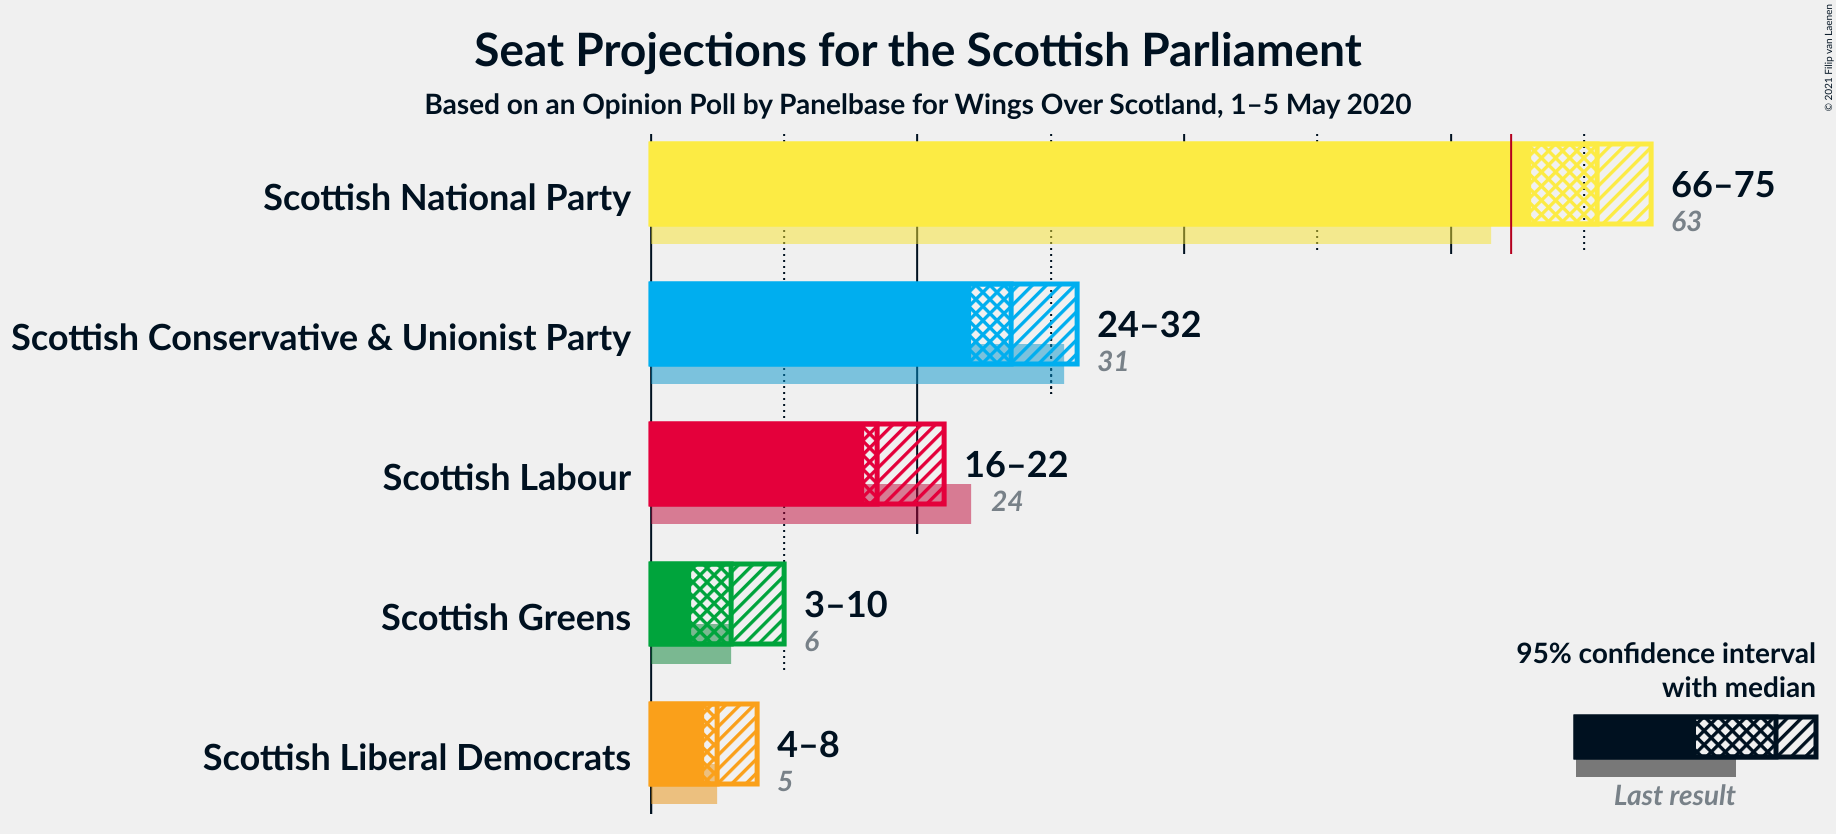 Seat Projections for the Scottish Parliament
Based on an Opinion Poll by Panelbase for Wings Over Scotland, 1–5 May 2020
© 2021 Filip van Laenen
Scottish National Party
66–75
63
Scottish Conservative & Unionist Party
24–32
31
Scottish Labour
16–22
24
Scottish Greens
3–10
6
Scottish Liberal Democrats
4–8
5
95% confidence interval
with median
Last result